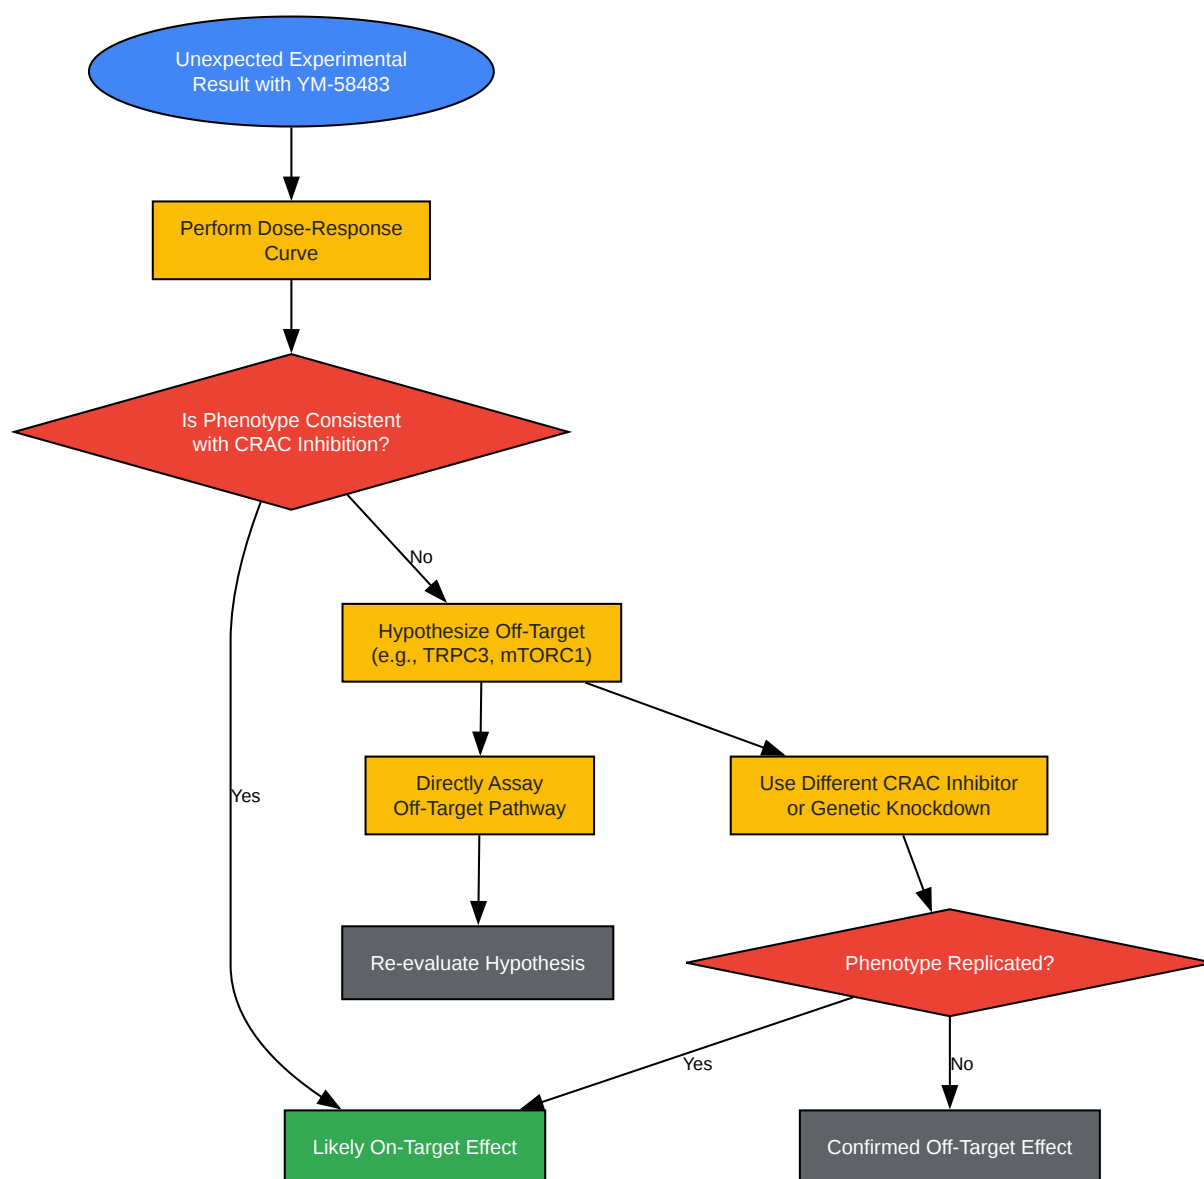 Unexpected Experimental
Result with YM-58483
Perform Dose-Response
Curve
Is Phenotype Consistent
with CRAC Inhibition?
No
Hypothesize Off-Target
(e.g., TRPC3, mTORC1)
Yes
Directly Assay
Off-Target Pathway
Use Different CRAC Inhibitor
or Genetic Knockdown
Re-evaluate Hypothesis
Phenotype Replicated?
Yes
No
Likely On-Target Effect
Confirmed Off-Target Effect